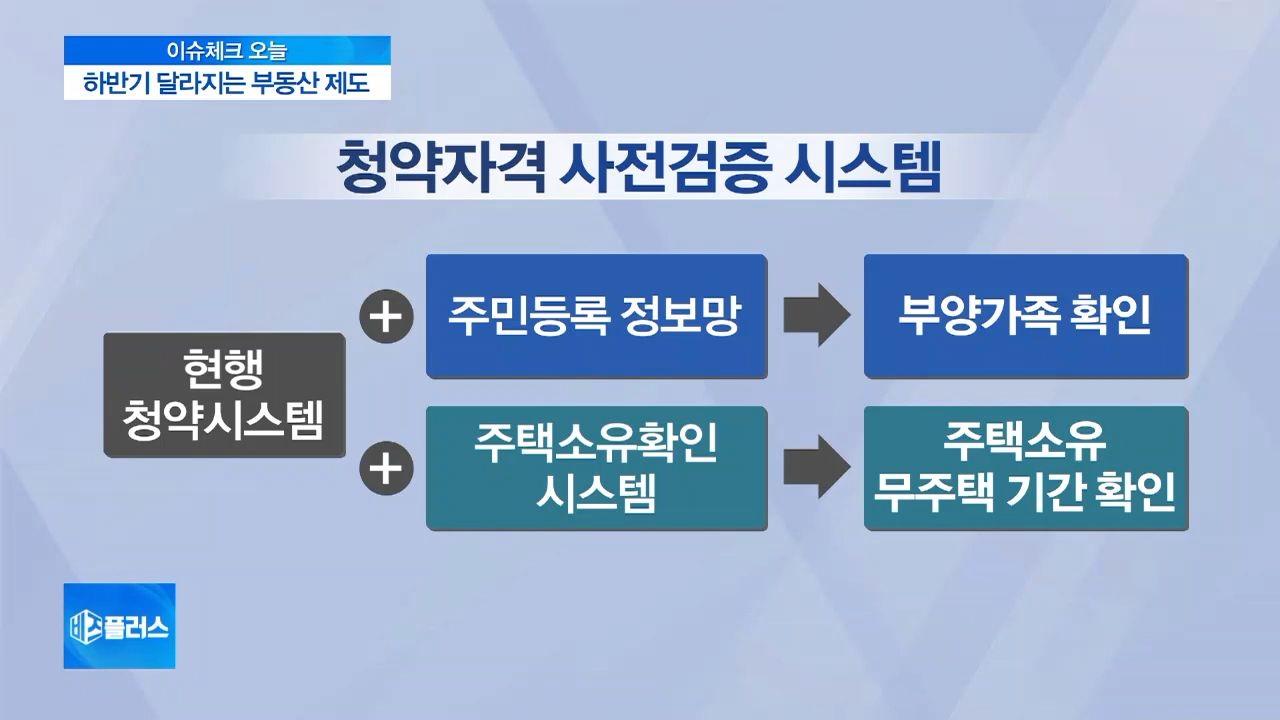 이슈체크 오늘
하반기 달라지는 부동산 제도
청약자격 사전검증 시스템
현행
청약시스템
+
주민등록 정보망
부양가족 확인
+
주택소유확인
시스템
주택소유
무주택 기간 확인
비즈플러스